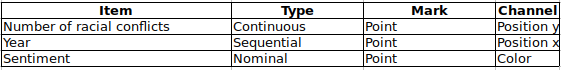 Item Type Mark Channel
Number of racial conflicts Continuous Point Position y
Year Sequential Point Position x
Sentiment Nominal Point Color